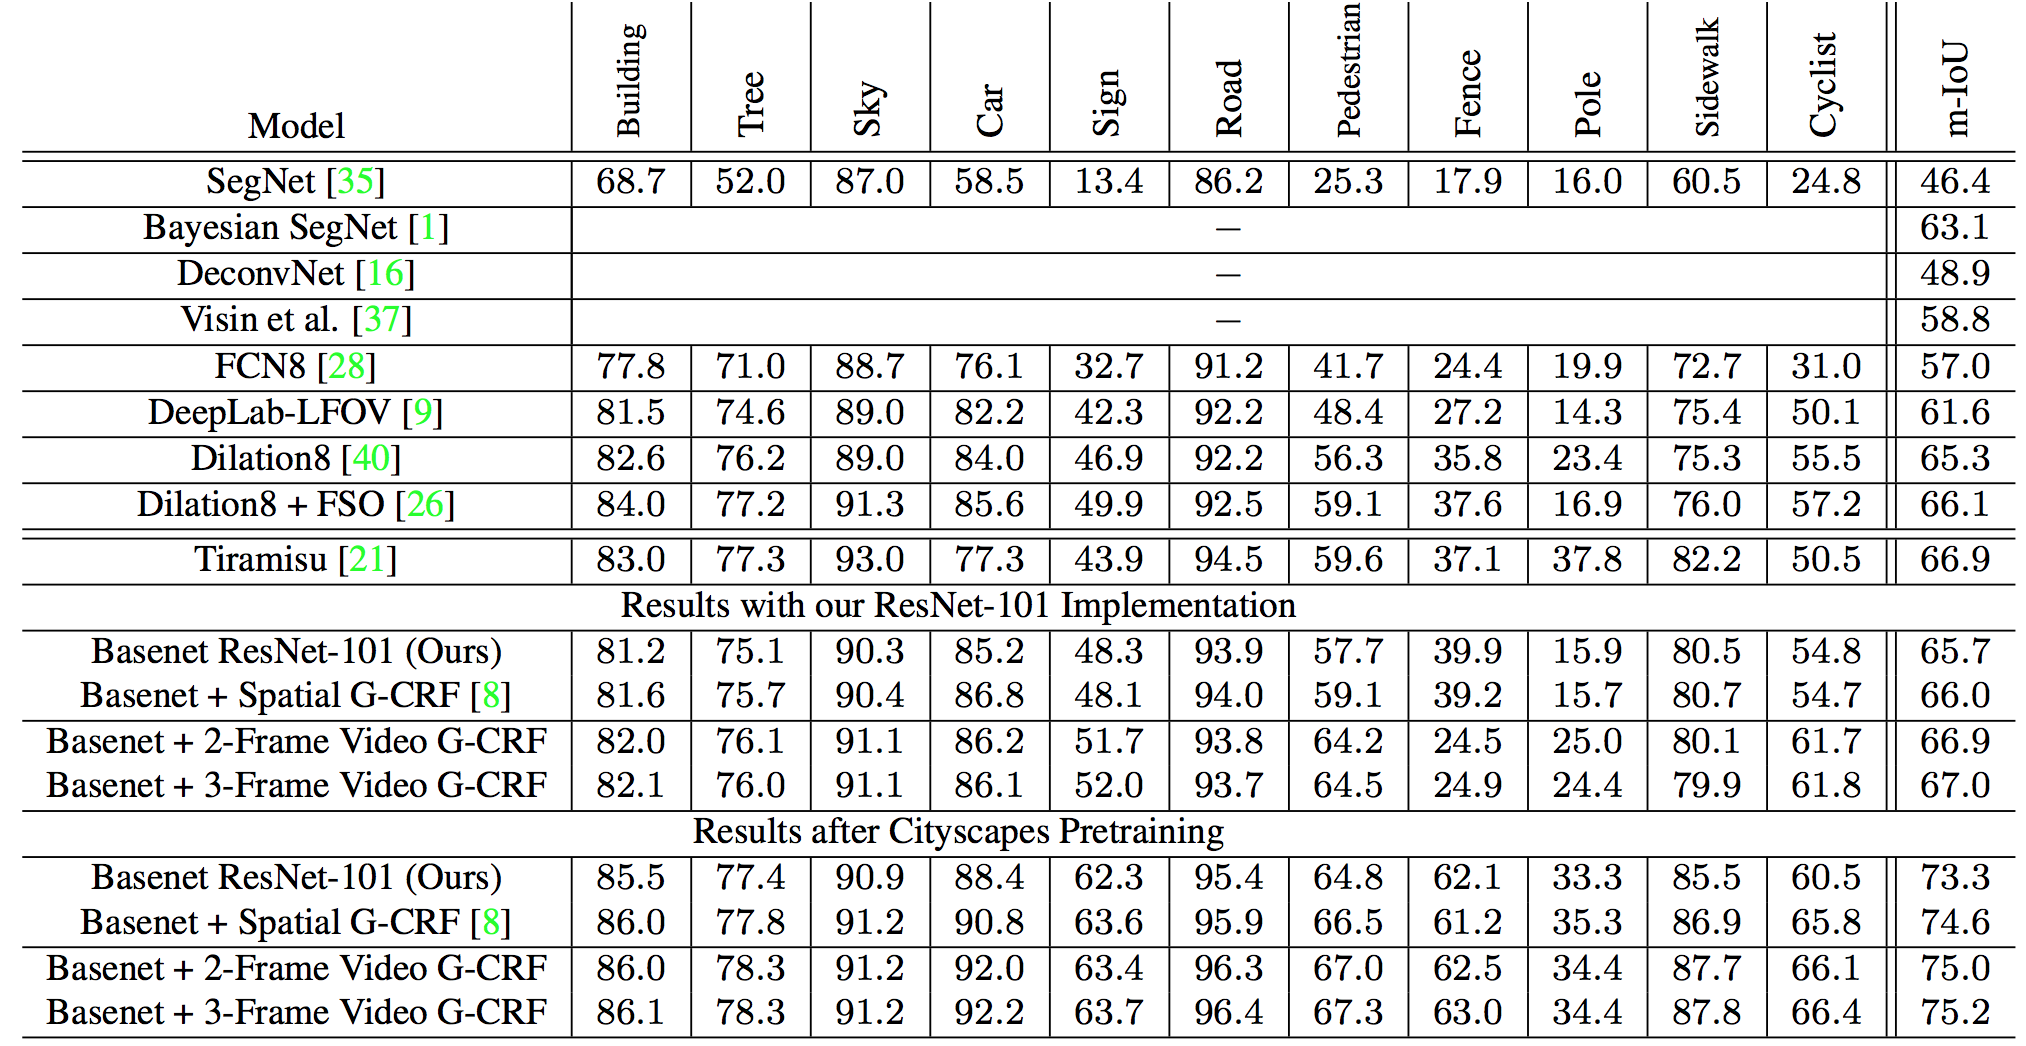 Model Building Tree Sky Car Sign Road Pedestrian Fence Pole Sidewalk Cyclist m-IoU
SegNet [35] 68.7 52.0 87.0 58.5 13.4 86.2 25.3 17.9 16.0 60.5 24.8 46.4
Bayesian SegNet [1] – 63.1
DeconvNet [16] – 48.9
Visin et al. [37] – 58.8
FCN8 [28] 77.8 71.0 88.7 76.1 32.7 91.2 41.7 24.4 19.9 72.7 31.0 57.0
DeepLab-LFOV [9] 81.5 74.6 89.0 82.2 42.3 92.2 48.4 27.2 14.3 75.4 50.1 61.6
Dilation8 [40] 82.6 76.2 89.0 84.0 46.9 92.2 56.3 35.8 23.4 75.3 55.5 65.3
Dilation8 + FSO [26] 84.0 77.2 91.3 85.6 49.9 92.5 59.1 37.6 16.9 76.0 57.2 66.1
Tiramisu [21] 83.0 77.3 93.0 77.3 43.9 94.5 59.6 37.1 37.8 82.2 50.5 66.9
Results with our ResNet-101 Implementation
Basenet ResNet-101 (Ours) 81.2 75.1 90.3 85.2 48.3 93.9 57.7 39.9 15.9 80.5 54.8 65.7
Basenet + Spatial G-CRF [8] 81.6 75.7 90.4 86.8 48.1 94.0 59.1 39.2 15.7 80.7 54.7 66.0
Basenet + 2-Frame Video G-CRF 82.0 76.1 91.1 86.2 51.7 93.8 64.2 24.5 25.0 80.1 61.7 66.9
Basenet + 3-Frame Video G-CRF 82.1 76.0 91.1 86.1 52.0 93.7 64.5 24.9 24.4 79.9 61.8 67.0
Results after Cityscapes Pretraining
Basenet ResNet-101 (Ours) 85.5 77.4 90.9 88.4 62.3 95.4 64.8 62.1 33.3 85.5 60.5 73.3
Basenet + Spatial G-CRF [8] 86.0 77.8 91.2 90.8 63.6 95.9 66.5 61.2 35.3 86.9 65.8 74.6
Basenet + 2-Frame Video G-CRF 86.0 78.3 91.2 92.0 63.4 96.3 67.0 62.5 34.4 87.7 66.1 75.0
Basenet + 3-Frame Video G-CRF 86.1 78.3 91.2 92.2 63.7 96.4 67.3 63.0 34.4 87.8 66.4 75.2